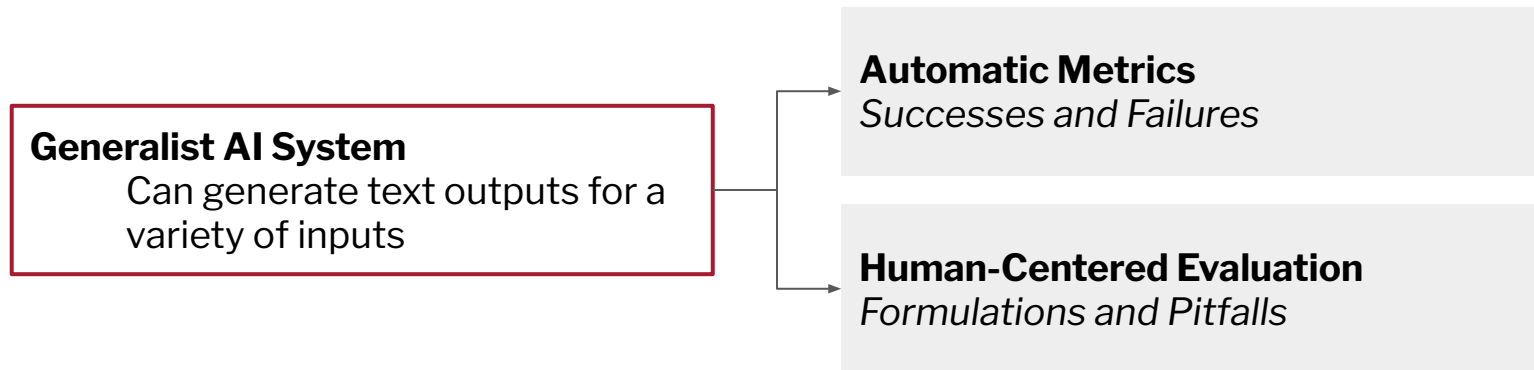 Generalist AI System
Can generate text outputs for a
variety of inputs
Automatic Metrics
Successes and Failures
Human-Centered Evaluation
Formulations and Pitfalls